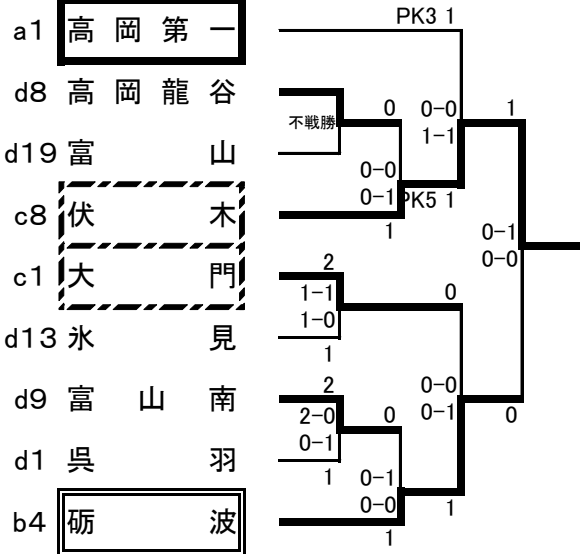 PK3 1
a1 高岡第一
d8 高岡龍谷
0 0-0 1
不戦勝 1-1
d19 富山
0-0
0-1 PK5 1
c8 伏木
1 0-1
2 0-0
c1 大門
1-1 0
1-0
d13 氷見
1
2 0-0
d9 富山南
2-0 0 0-1 0
0-1
d1 呉羽
1 0-1
0-0 1
b4 砺波
1